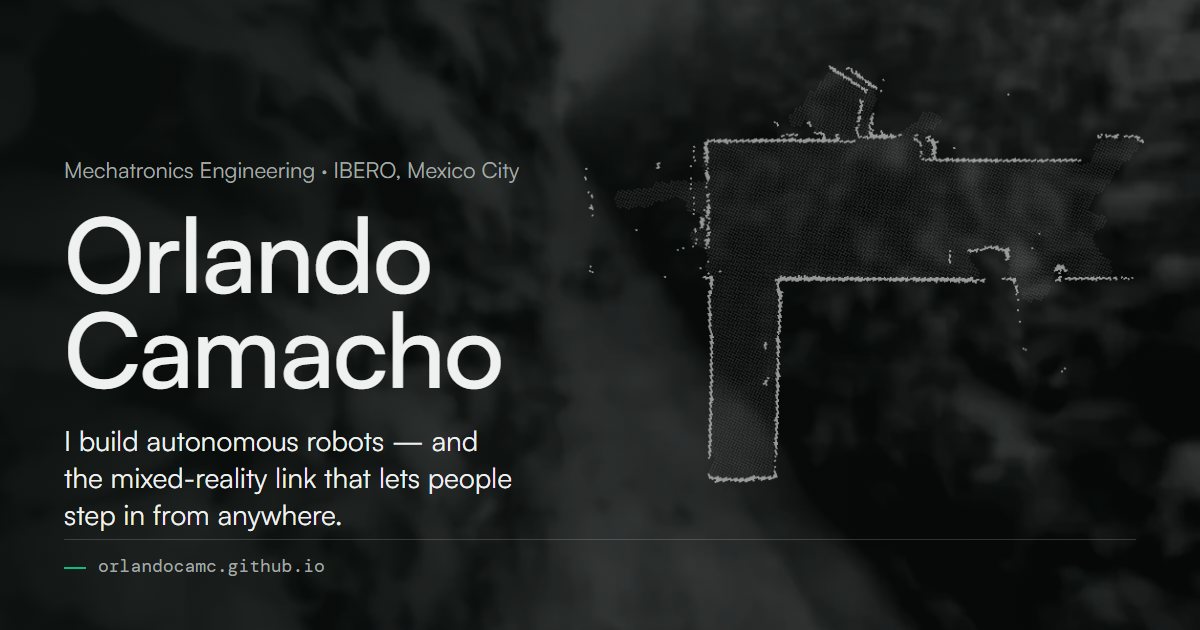 Mechatronics Engineering · IBERO, Mexico City
Orlando
Camacho
I build autonomous robots — and
the mixed-reality link that lets people
step in from anywhere.
orlandocamc.github.io